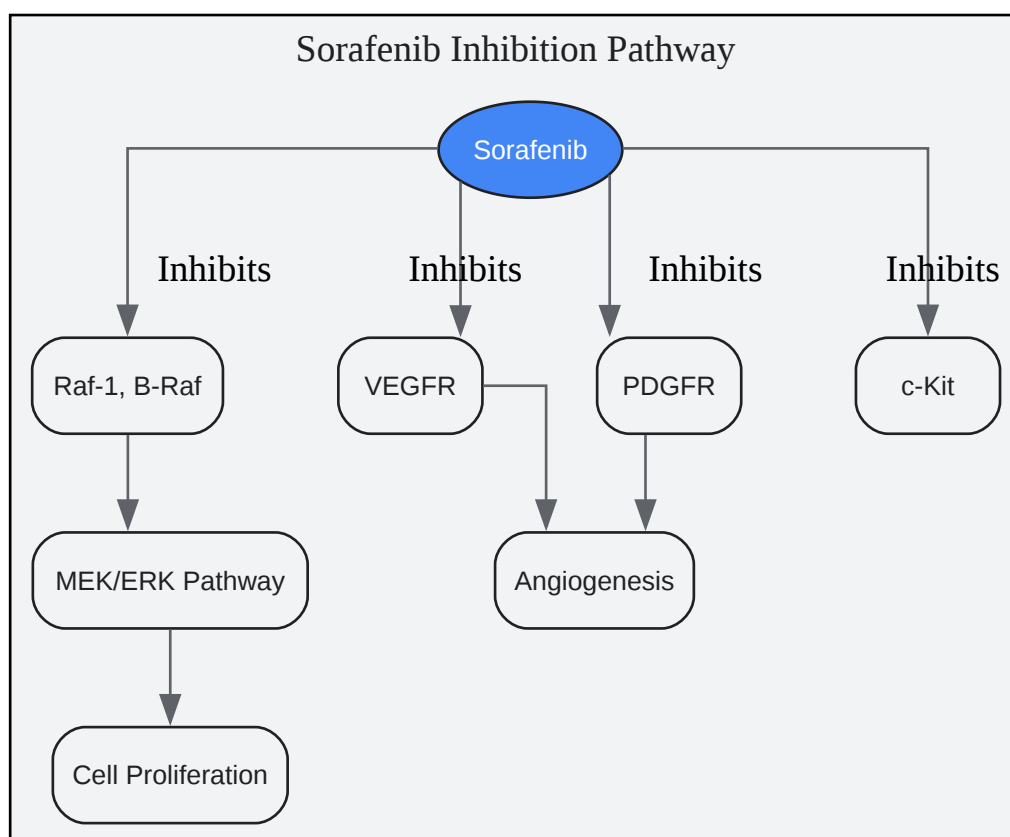 Sorafenib Inhibition Pathway
Sorafenib
Inhibits
Inhibits
Inhibits
Inhibits
Raf-1, B-Raf
VEGFR
PDGFR
c-Kit
MEK/ERK Pathway
Angiogenesis
Cell Proliferation